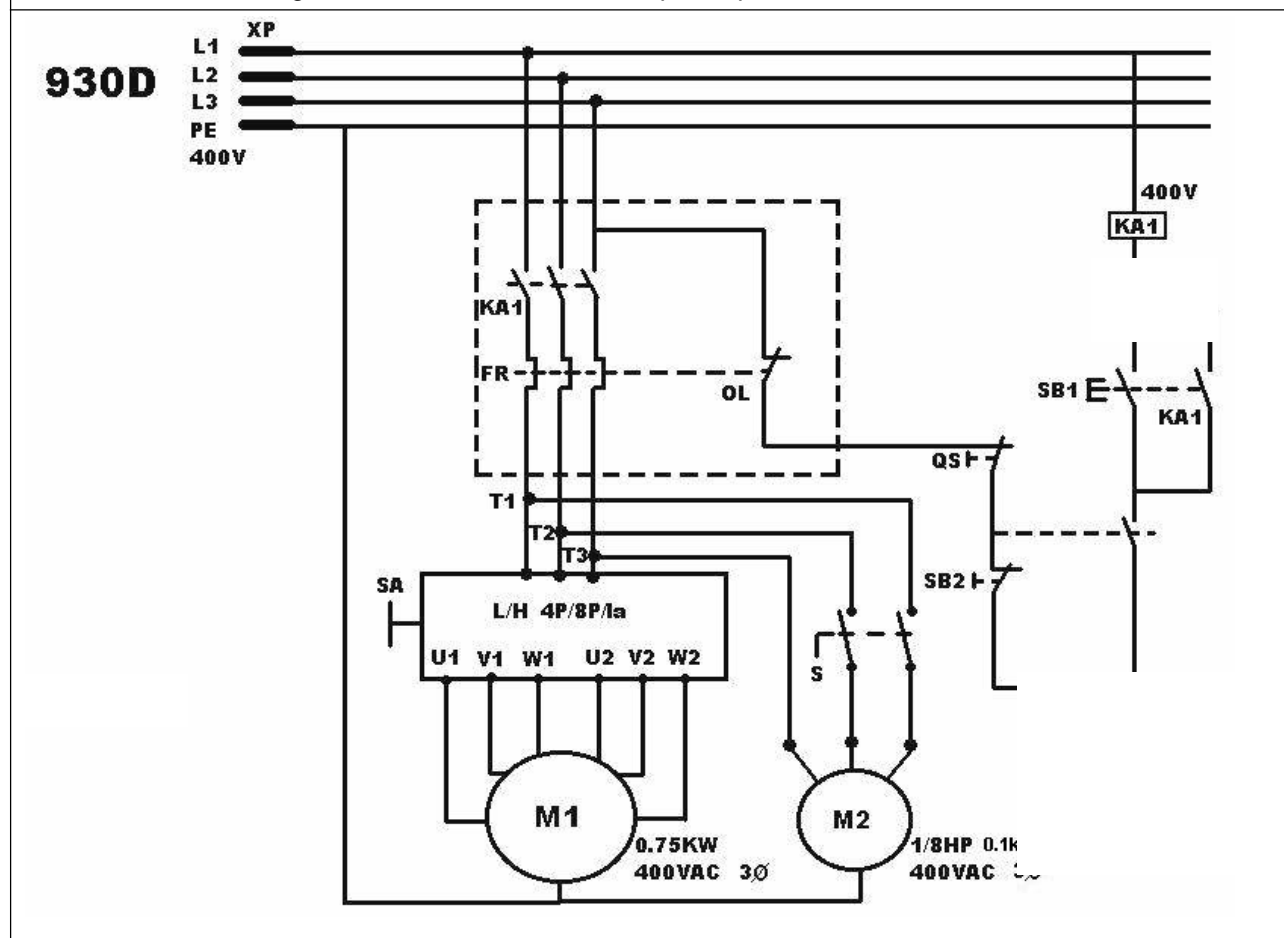 XP
L1
930D
L2
L3
PE
400V
400V
KA1
KA1
FR
OL
SB1
KA1
QS
T1
T2
T3
SA
SB2
L/H 4P/8P/Ia
U1 V1 W1 U2 V2 W2
S
M1
M2
0.75KW
400VAC 3Ø
1/8HP
400VAC